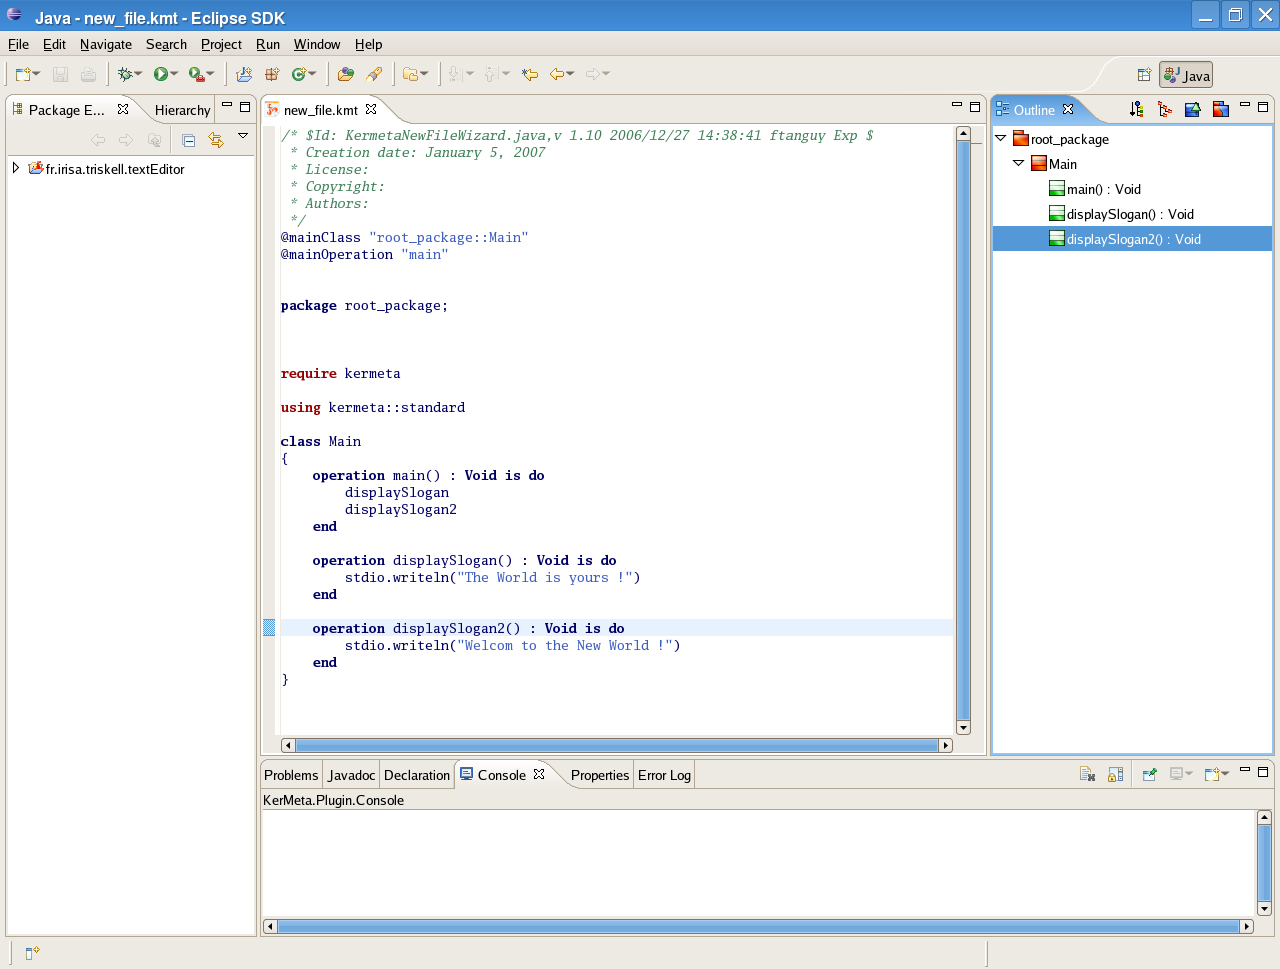 Java - new_file.kmt - Eclipse SDK
File Edit Navigate Search Project Run Window Help
Java
Package E... Hierarchy
fr.irisa.triskell.textEditor
new_file.kmt
/* $Id: KermetaNewFileWizard.java,v 1.10 2006/12/27 14:38:41 ftanguy Exp $
 * Creation date: January 5, 2007
 * License:
 * Copyright:
 * Authors:
 */
@mainClass "root_package::Main"
@mainOperation "main"
package root_package;
require kermeta
using kermeta::standard
class Main
{
    operation main() : Void is do
        displaySlogan
        displaySlogan2
    end
    operation displaySlogan() : Void is do
        stdio.writeln("The World is yours !")
    end
    operation displaySlogan2() : Void is do
        stdio.writeln("Welcom to the New World !")
    end
}
Outline
root_package
Main
main() : Void
displaySlogan() : Void
displaySlogan2() : Void
Problems Javadoc Declaration Console Properties Error Log
KerMeta.Plugin.Console